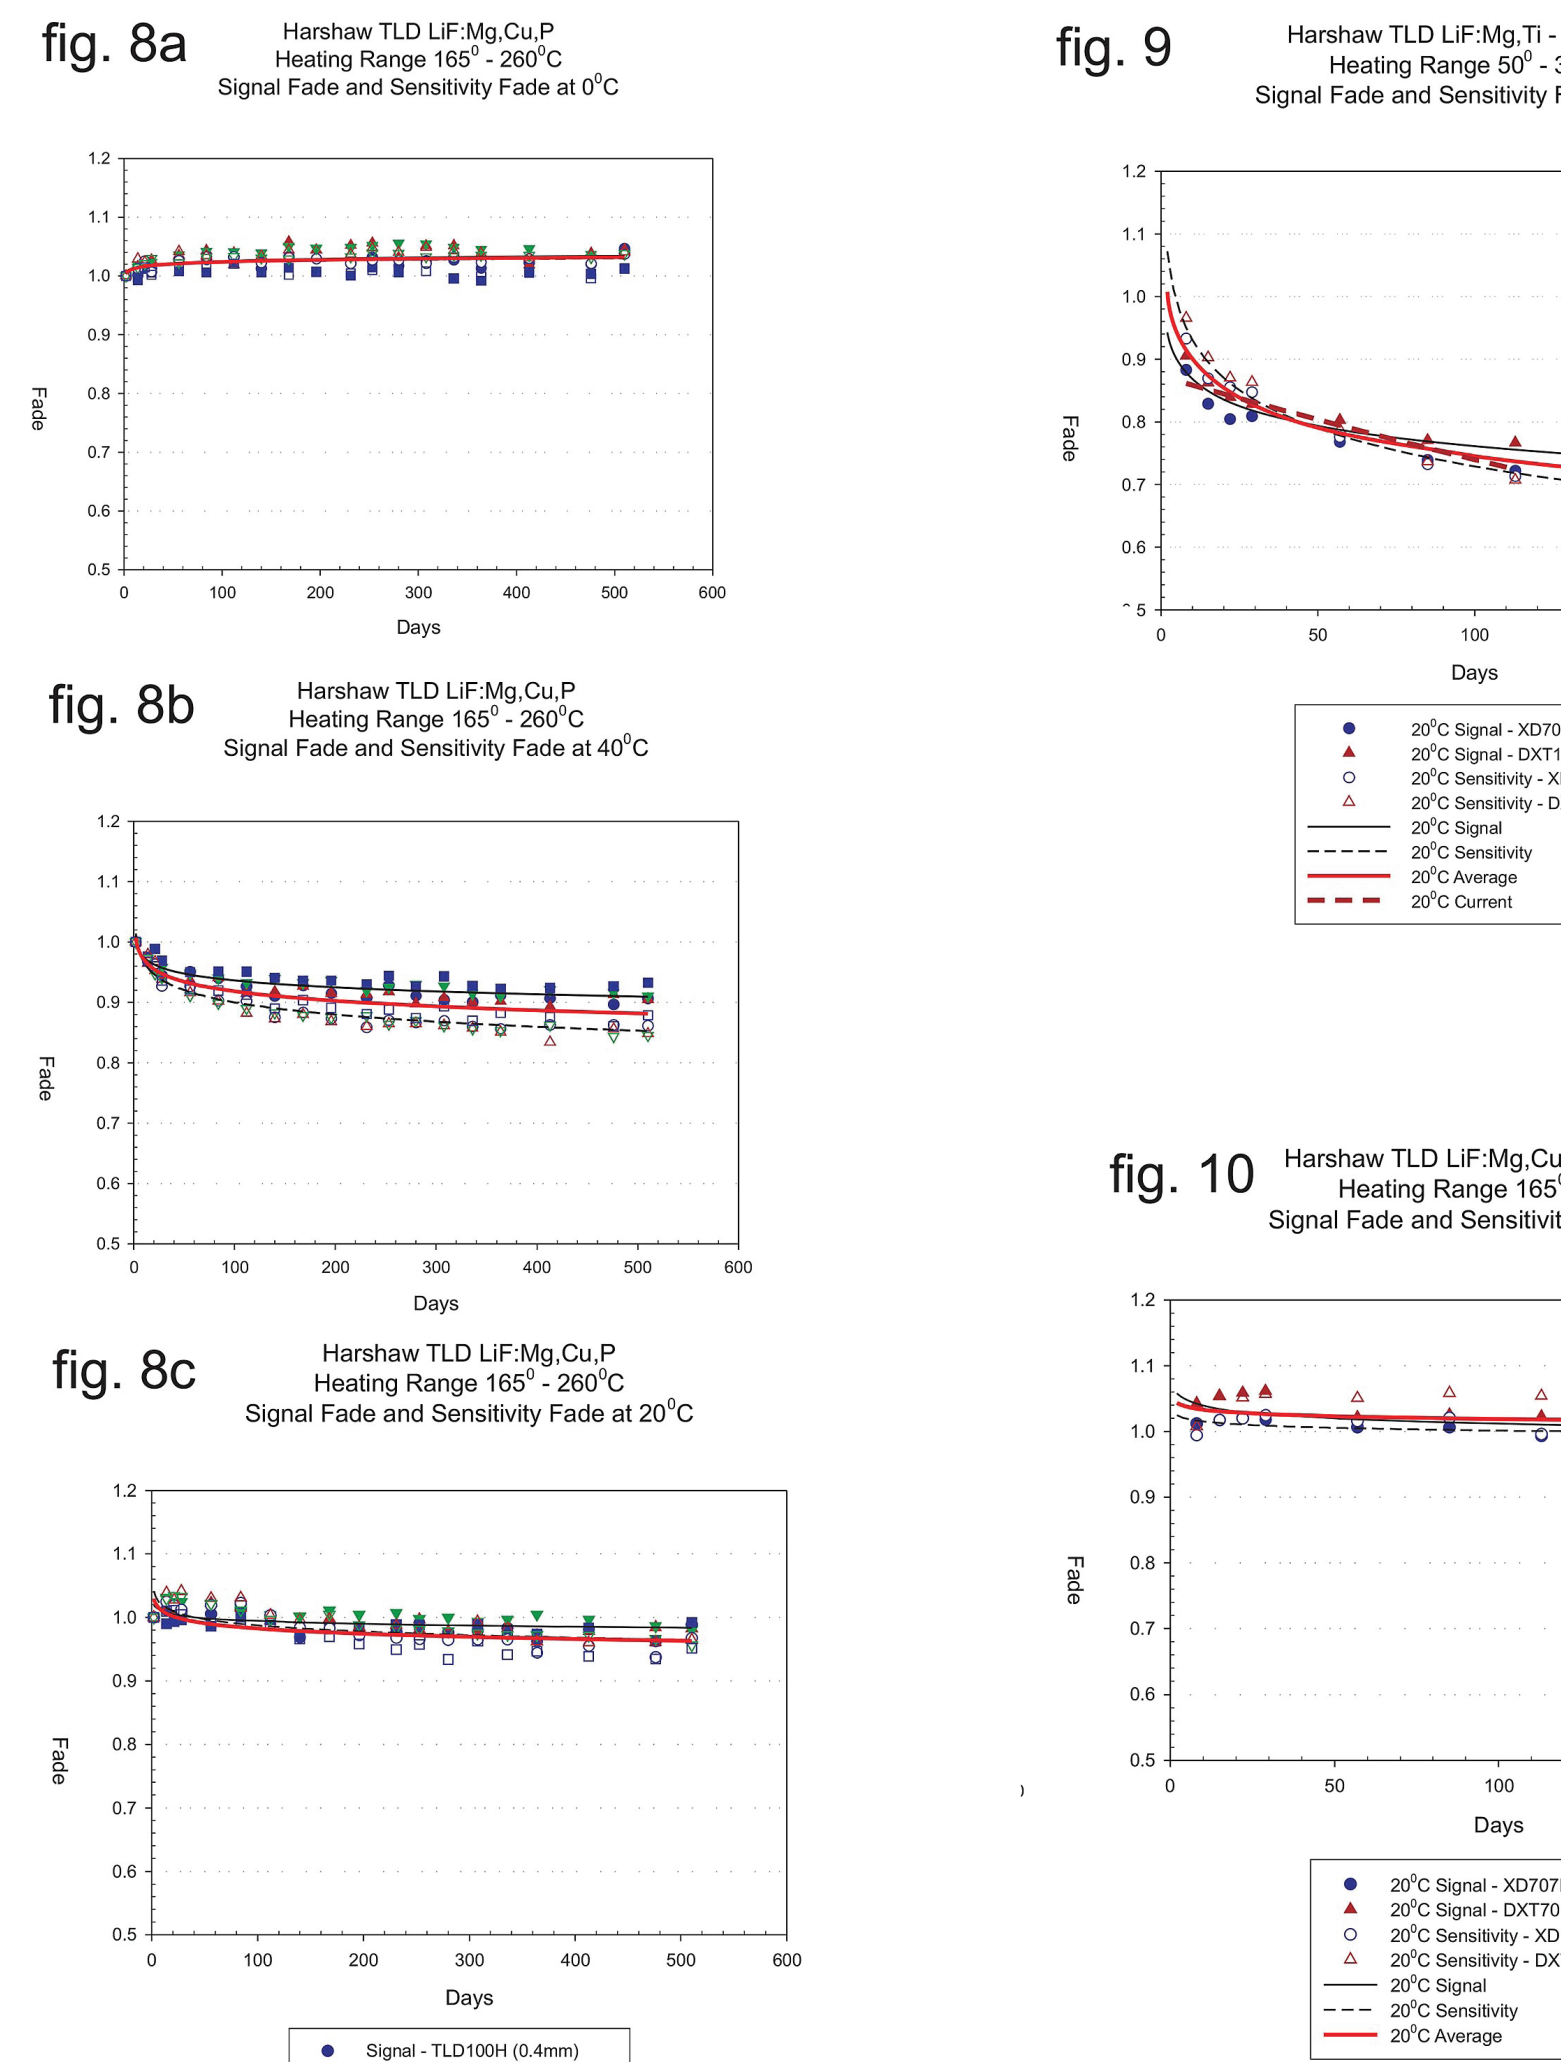 fig. 8a
Harshaw TLD LiF:Mg,Cu,P
Heating Range 165⁰ - 260⁰C
Signal Fade and Sensitivity Fade at 0⁰C
1.2
1.1
1.0
0.9
0.8
0.7
0.6
0.5
Fade
0 100 200 300 400 500 600
Days
fig. 8b
Harshaw TLD LiF:Mg,Cu,P
Heating Range 165⁰ - 260⁰C
Signal Fade and Sensitivity Fade at 40⁰C
1.2
1.1
1.0
0.9
0.8
0.7
0.6
0.5
Fade
0 100 200 300 400 500 600
Days
fig. 8c
Harshaw TLD LiF:Mg,Cu,P
Heating Range 165⁰ - 260⁰C
Signal Fade and Sensitivity Fade at 20⁰C
1.2
1.1
1.0
0.9
0.8
0.7
0.6
0.5
Fade
0 100 200 300 400 500 600
Days
Signal - TLD100H (0.4mm)
fig. 9
Harshaw TLD LiF:Mg,Ti -
Heating Range 50⁰ - 3
Signal Fade and Sensitivity F
1.2
1.1
1.0
0.9
0.8
0.7
0.6
5
Fade
0 50 100
Days
20⁰C Signal - XD70
20⁰C Signal - DXT1
20⁰C Sensitivity - X
20⁰C Sensitivity - D
20⁰C Signal
20⁰C Sensitivity
20⁰C Average
20⁰C Current
fig. 10
Harshaw TLD LiF:Mg,Cu
Heating Range 165⁰
Signal Fade and Sensitivit
1.2
1.1
1.0
0.9
0.8
0.7
0.6
0.5
Fade
0 50 100
Days
20⁰C Signal - XD707
20⁰C Signal - DXT70
20⁰C Sensitivity - XD
20⁰C Sensitivity - DX
20⁰C Signal
20⁰C Sensitivity
20⁰C Average